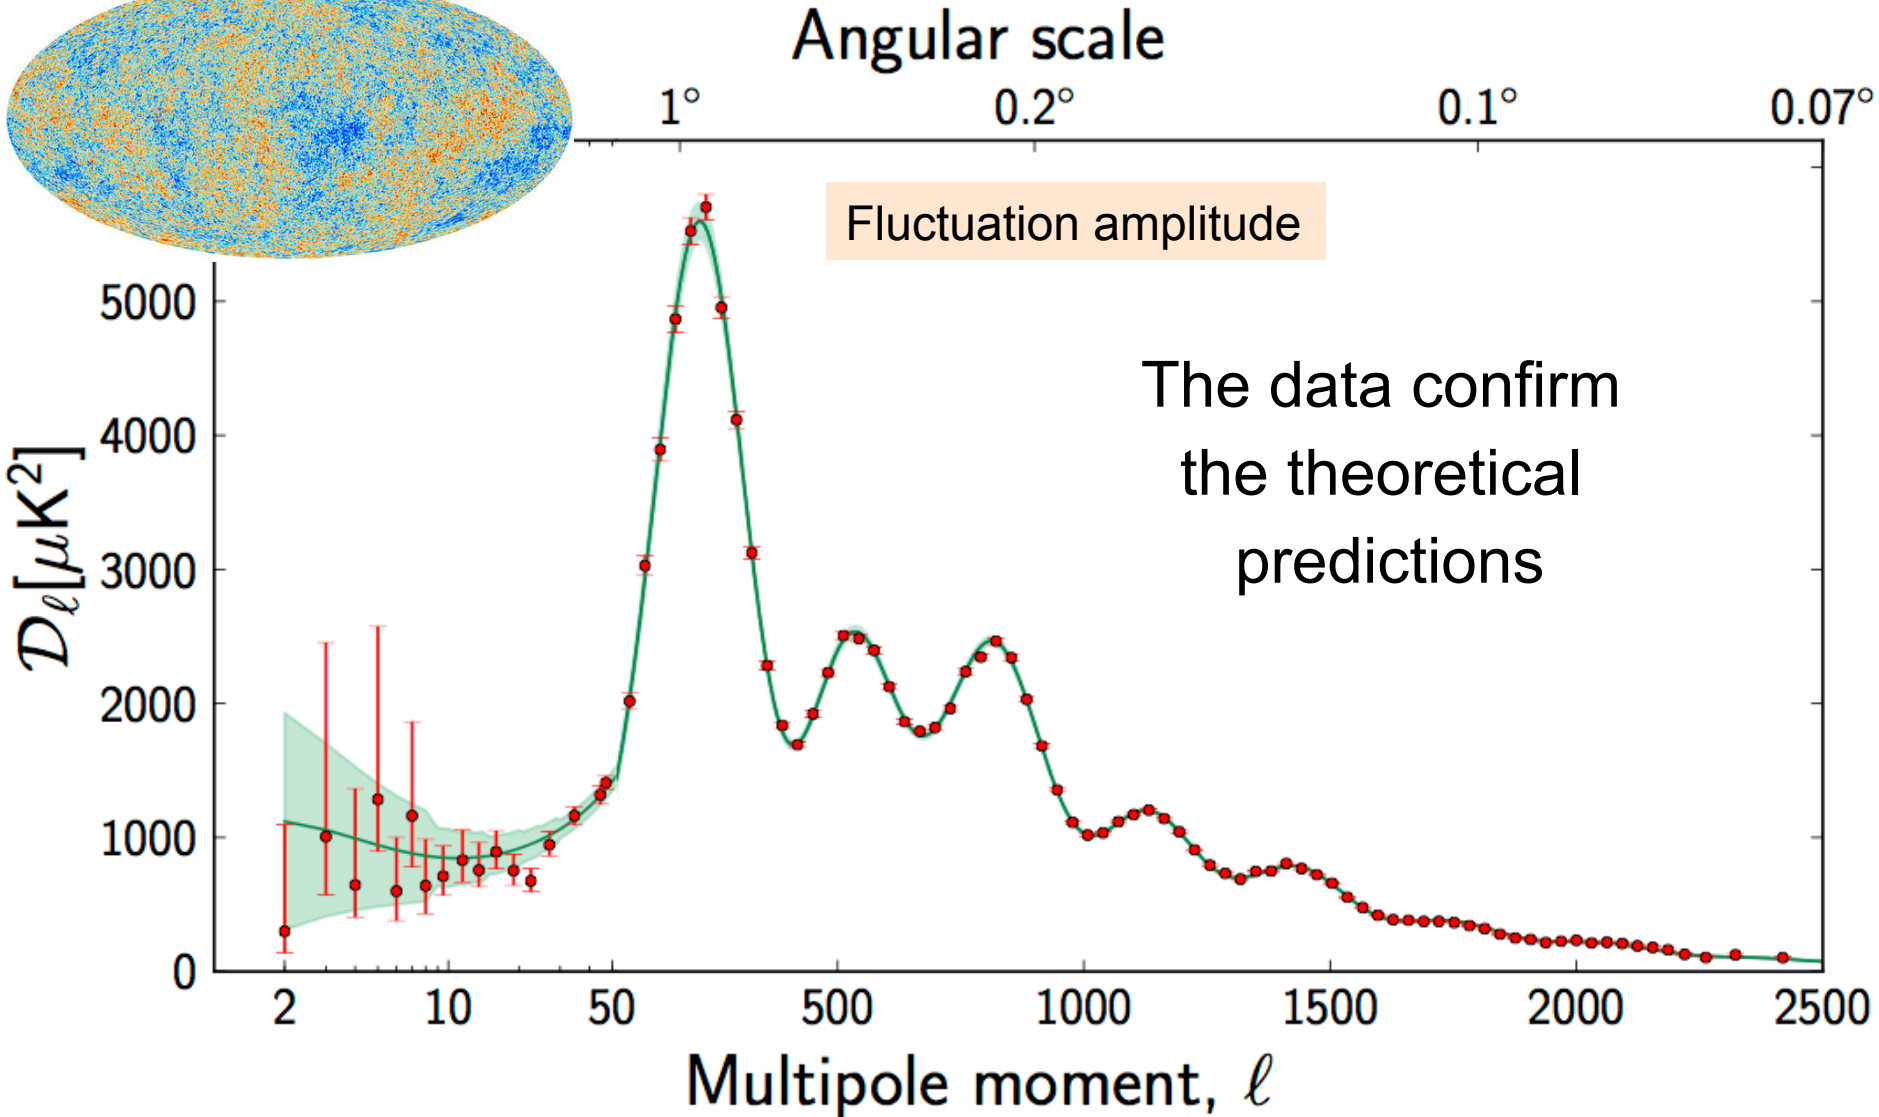 Angular scale
1° 0.2° 0.1° 0.07°
Fluctuation amplitude
The data confirm
the theoretical
predictions
𝒟ℓ[μK²]
5000
4000
3000
2000
1000
0
2 10 50 500 1000 1500 2000 2500
Multipole moment, ℓ